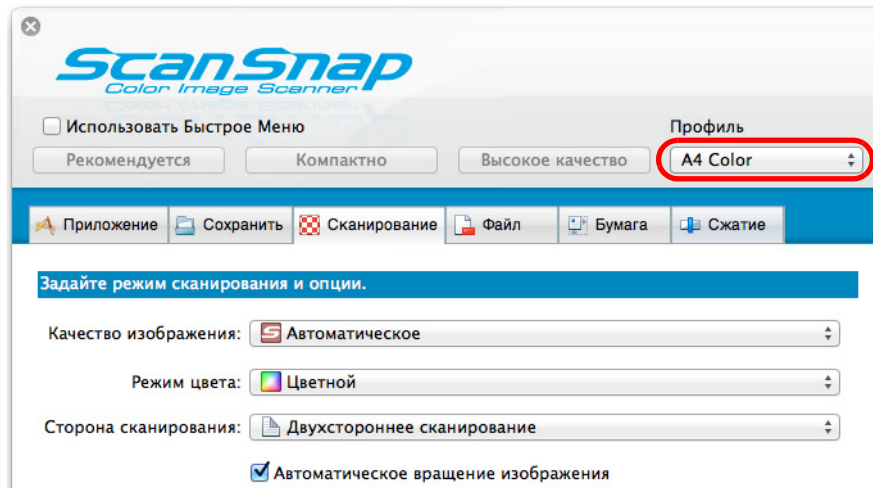 ScanSnap
Color Image Scanner
Использовать Быстрое Меню
Профиль
Рекомендуется Компактно Высокое качество A4 Color
Приложение Сохранить Сканирование Файл Бумага Сжатие
Задайте режим сканирования и опции.
Качество изображения: Автоматическое
Режим цвета: Цветной
Сторона сканирования: Двухстороннее сканирование
Автоматическое вращение изображения